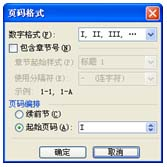 页码格式
数字格式(F): I, II, III, …
包含章节号(N)
章节起始样式(P) 标题 1
使用分隔符(E): - (连字符)
示例 1-1, 1-A
页码编排
续前节(C)
起始页码(A): I
确定 取消